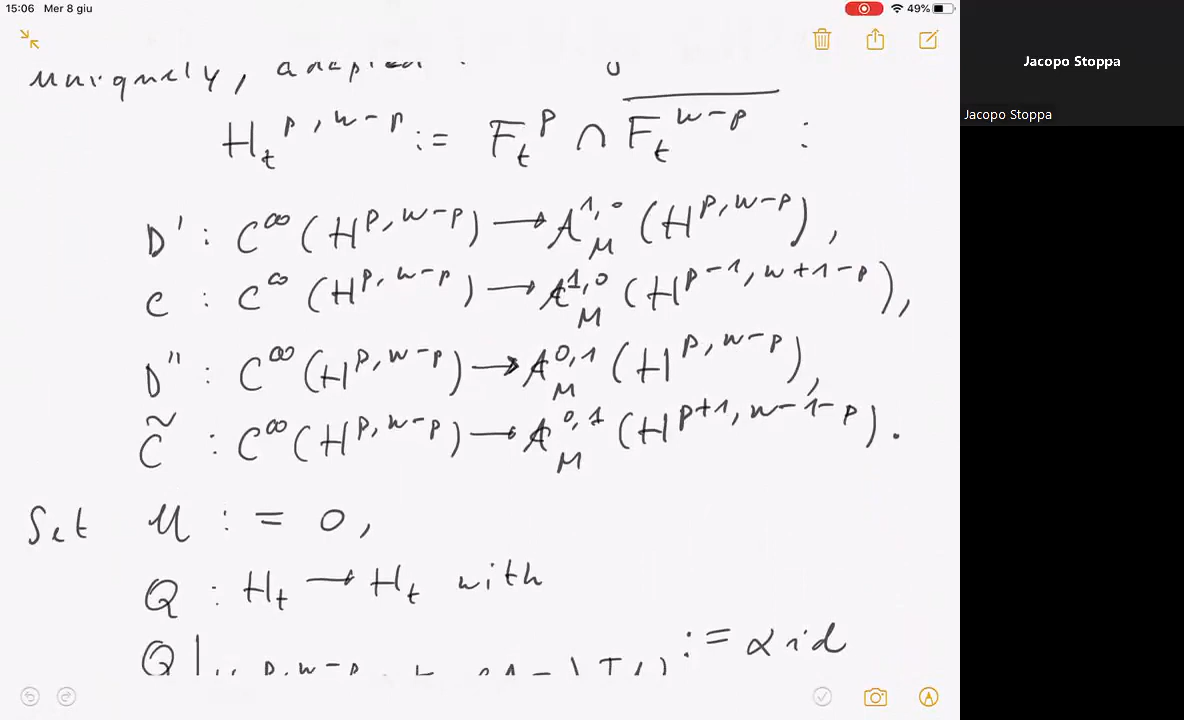 15:06 Mer 8 giu 49%
uniquely,
H_t^{p, w-p} := F_t^p ∩ \overline{F_t^{w-p}} :
D' : C^∞(H^{p, w-p}) → A_M^{1,0}(H^{p, w-p}),
C : C^∞(H^{p, w-p}) → A_M^{1,0}(H^{p-1, w+1-p}),
D'' : C^∞(H^{p, w-p}) → A_M^{0,1}(H^{p, w-p}),
\tilde{C} : C^∞(H^{p, w-p}) → A_M^{0,1}(H^{p+1, w-1-p}).
Set U := 0,
Q : H_t → H_t with
Q| := α id
Jacopo Stoppa
Jacopo Stoppa